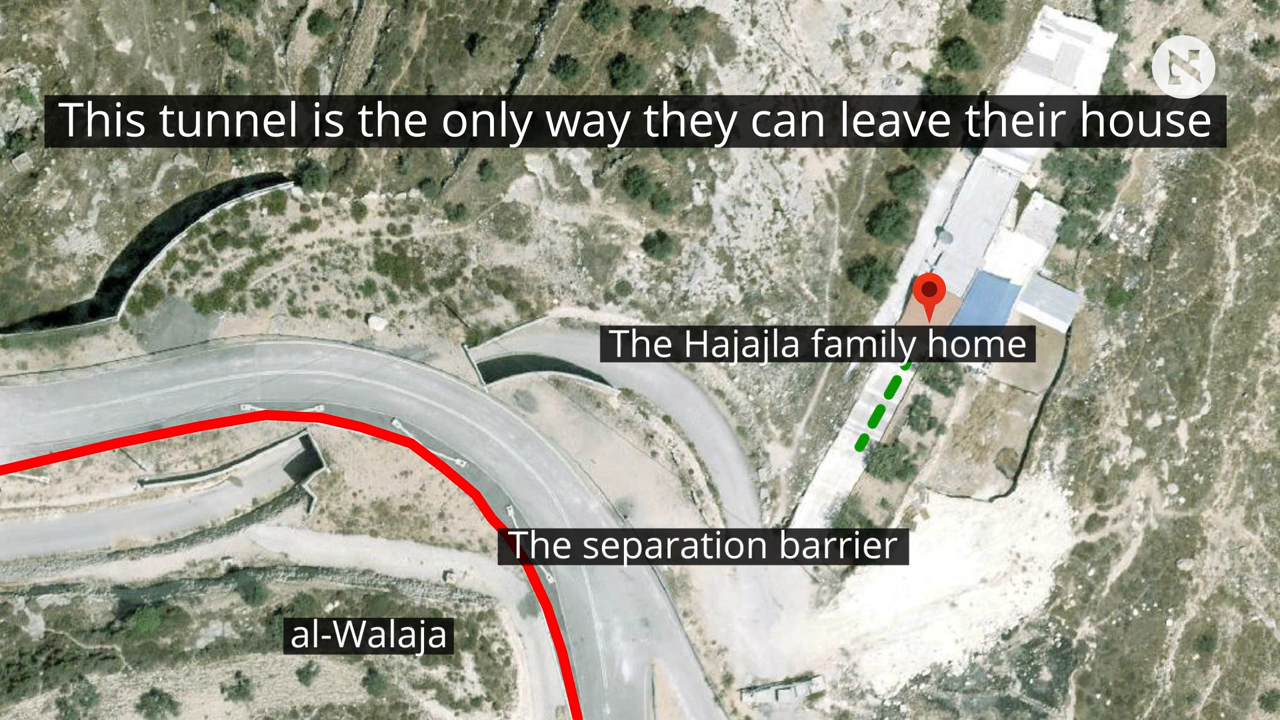 This tunnel is the only way they can leave their house
The Hajajla family home
The separation barrier
al-Walaja